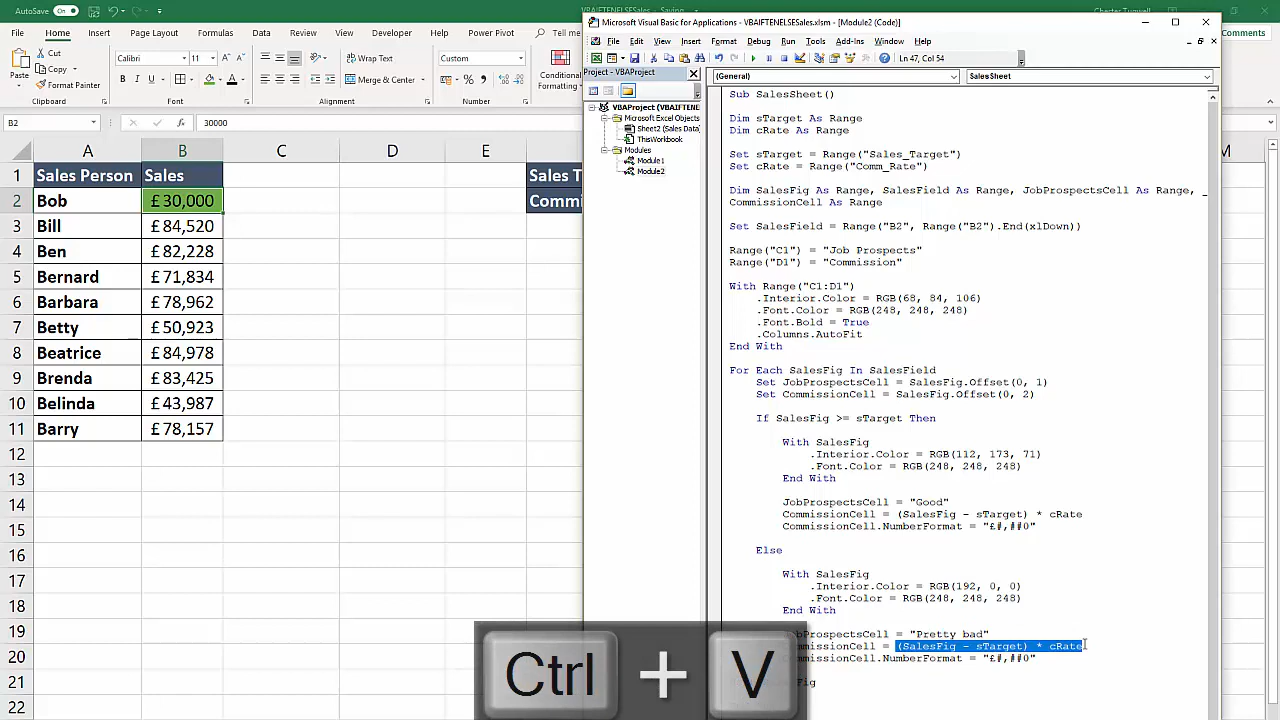 AutoSave On VBAIFTENELSESales - Saving... Chester Tugwell
File Home Insert Page Layout Formulas Data Review View Developer Help Power Pivot Tell me Comments
Paste Cut Copy Format Painter Clipboard
Calibri 11 B I U Font
Wrap Text Merge & Center Alignment
Custom % Number
Conditional Formatting
B2 fx 30000
A B C D E M
1 Sales Person Sales Sales T
2 Bob £30,000 Commi
3 Bill £84,520
4 Ben £82,228
5 Bernard £71,834
6 Barbara £78,962
7 Betty £50,923
8 Beatrice £84,978
9 Brenda £83,425
10 Belinda £43,987
11 Barry £78,157
12
13
14
15
16
17
18
19
20
21
22
Microsoft Visual Basic for Applications - VBAIFTENELSESales.xlsm - [Module2 (Code)]
File Edit View Insert Format Debug Run Tools Add-Ins Window Help
Ln 47, Col 54
Project - VBAProject
VBAProject (VBAIFTENEL
Microsoft Excel Objects
Sheet2 (Sales Data)
ThisWorkbook
Modules
Module1
Module2
(General) SalesSheet
Sub SalesSheet()
Dim sTarget As Range
Dim cRate As Range
Set sTarget = Range("Sales_Target")
Set cRate = Range("Comm_Rate")
Dim SalesFig As Range, SalesField As Range, JobProspectsCell As Range, _
CommissionCell As Range
Set SalesField = Range("B2", Range("B2").End(xlDown))
Range("C1") = "Job Prospects"
Range("D1") = "Commission"
With Range("C1:D1")
.Interior.Color = RGB(68, 84, 106)
.Font.Color = RGB(248, 248, 248)
.Font.Bold = True
.Columns.AutoFit
End With
For Each SalesFig In SalesField
Set JobProspectsCell = SalesFig.Offset(0, 1)
Set CommissionCell = SalesFig.Offset(0, 2)
If SalesFig >= sTarget Then
With SalesFig
.Interior.Color = RGB(112, 173, 71)
.Font.Color = RGB(248, 248, 248)
End With
JobProspectsCell = "Good"
CommissionCell = (SalesFig - sTarget) * cRate
CommissionCell.NumberFormat = "£#,##0"
Else
With SalesFig
.Interior.Color = RGB(192, 0, 0)
.Font.Color = RGB(248, 248, 248)
End With
obProspectsCell = "Pretty bad"
mmissionCell = (SalesFig - sTarget) * cRate
ommissionCell.NumberFormat = "£#,##0"
Fig
Ctrl + V